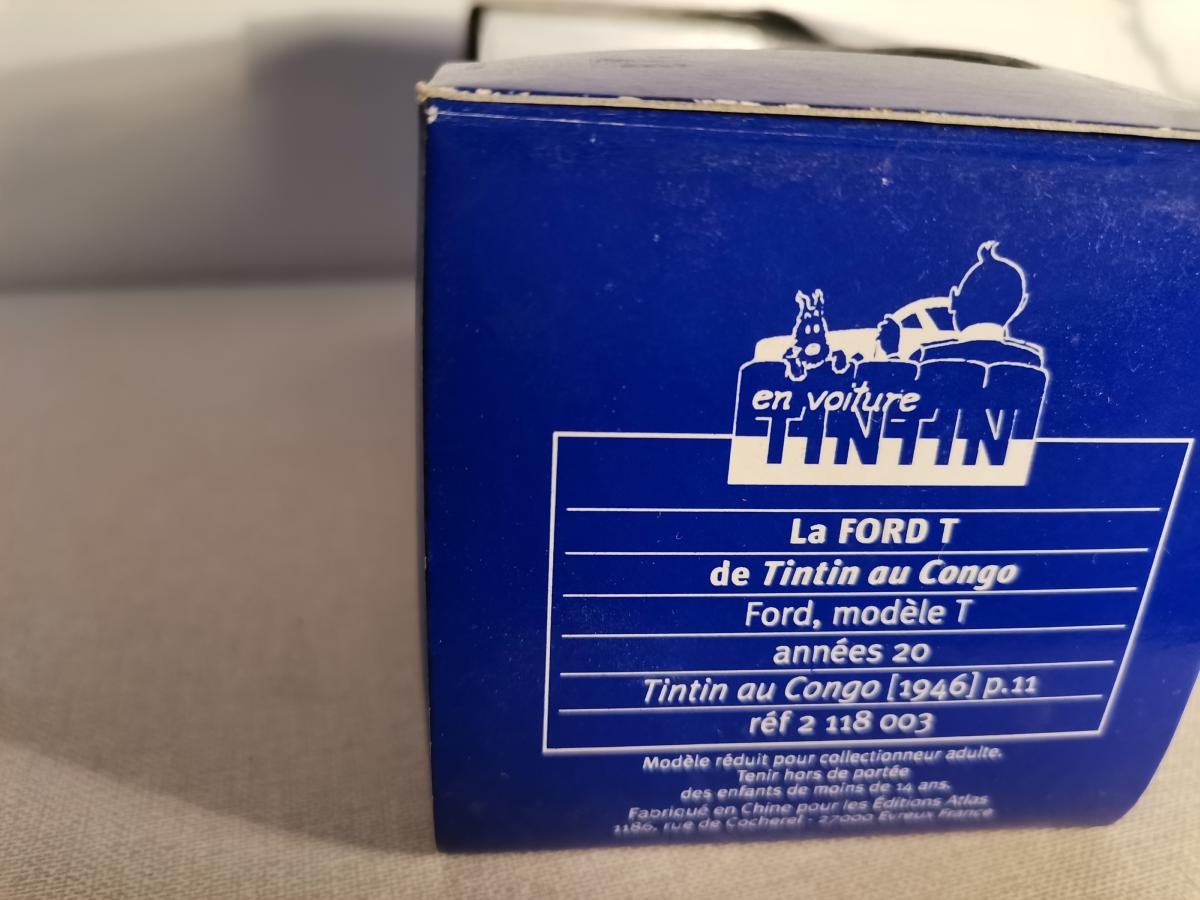 en voiture
TINTIN
La FORD T
de Tintin au Congo
Ford, modèle T
années 20
Tintin au Congo [1946] p.11
réf 2 118 003
Modèle réduit pour collectionneur adulte.
Tenir hors de portée
des enfants de moins de 14 ans.
Fabriqué en Chine pour les Éditions Atlas
1186, rue de Cocherel - 27000 Évreux France